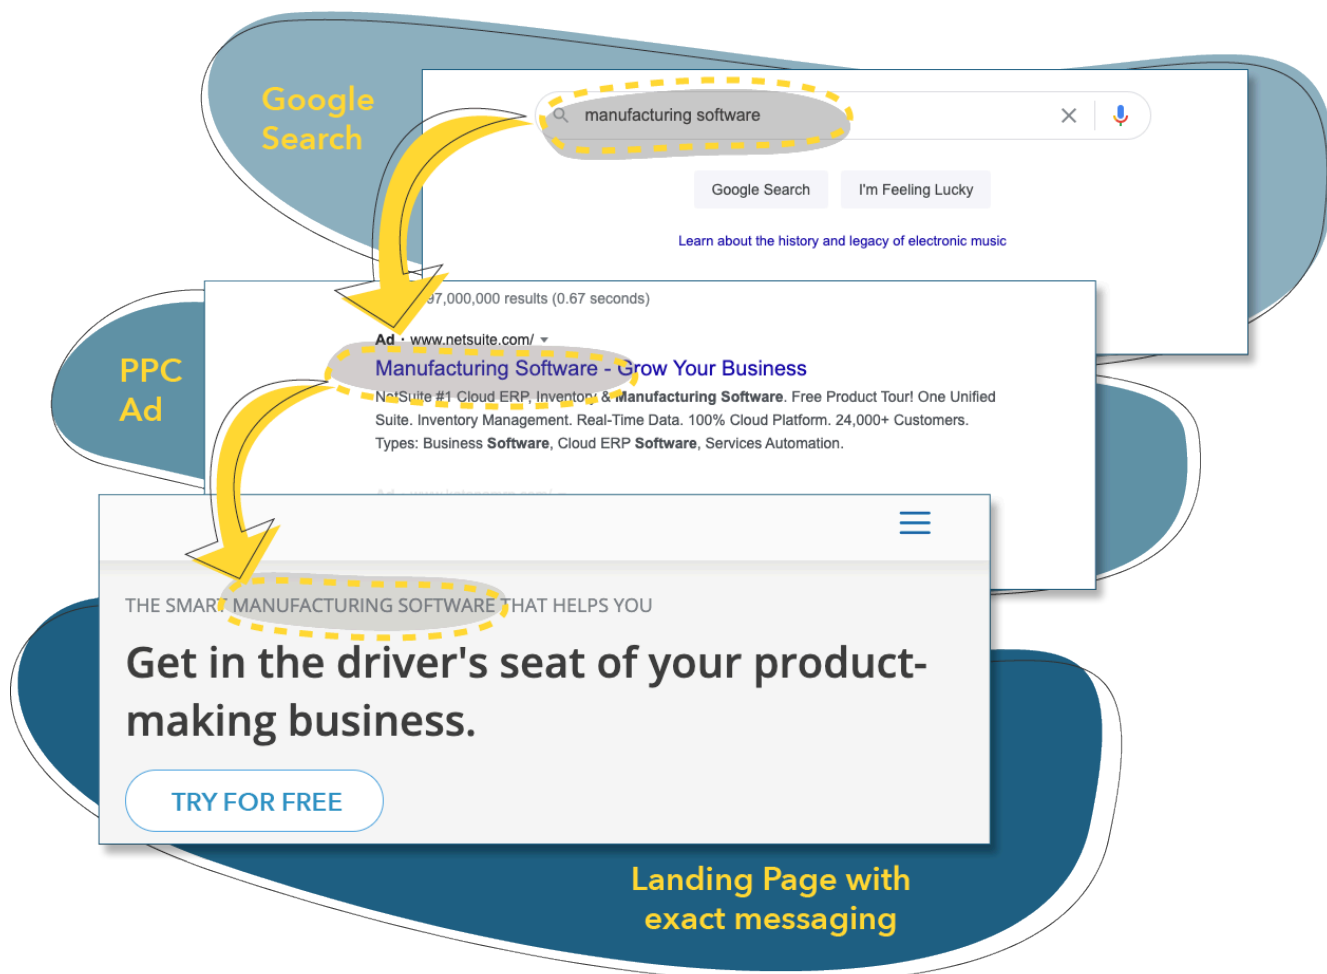 Google
Search
manufacturing software
Google Search
I'm Feeling Lucky
Learn about the history and legacy of electronic music
97,000,000 results (0.67 seconds)
PPC
Ad
Ad · www.netsuite.com/
Manufacturing Software - Grow Your Business
NetSuite #1 Cloud ERP, Inventory & Manufacturing Software. Free Product Tour! One Unified
Suite. Inventory Management. Real-Time Data. 100% Cloud Platform. 24,000+ Customers.
Types: Business Software, Cloud ERP Software, Services Automation.
THE SMART MANUFACTURING SOFTWARE THAT HELPS YOU
Get in the driver's seat of your product-
making business.
TRY FOR FREE
Landing Page with
exact messaging